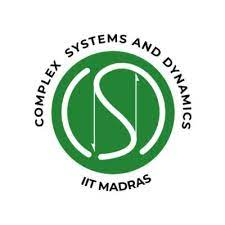 COMPLEX SYSTEMS AND DYNAMICS
S
IIT MADRAS